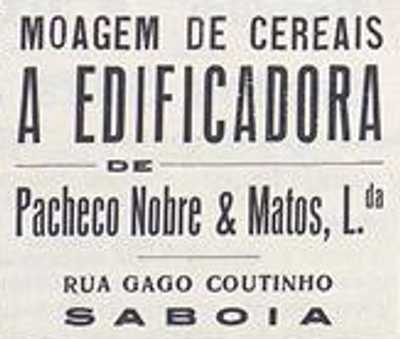 MOAGEM DE CEREAIS
A EDIFICADORA
DE
Pacheco Nobre & Matos, L.da
RUA GAGO COUTINHO
SABOIA